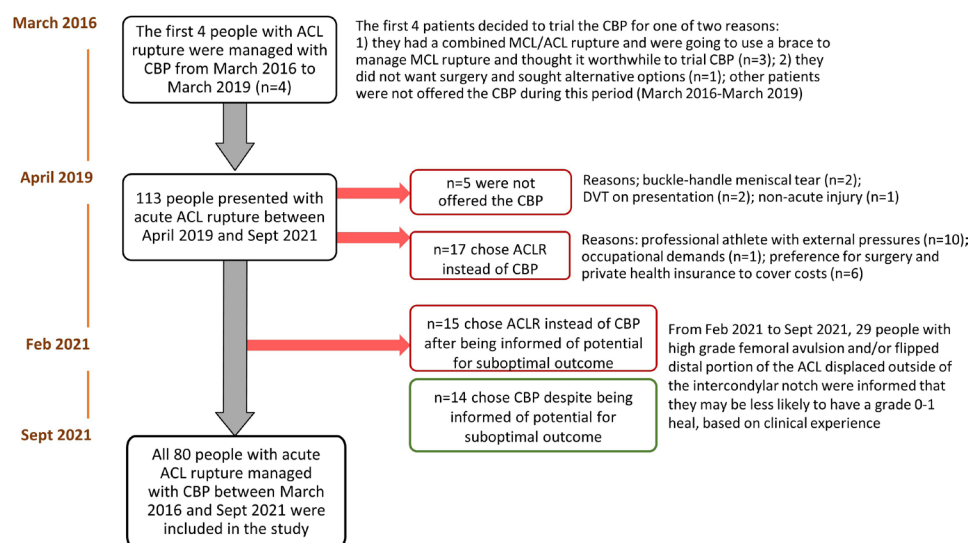 March 2016
The first 4 people with ACL
rupture were managed with
CBP from March 2016 to
March 2019 (n=4)
The first 4 patients decided to trial the CBP for one of two reasons:
1) they had a combined MCL/ACL rupture and were going to use a brace to
manage MCL rupture and thought it worthwhile to trial CBP (n=3); 2) they
did not want surgery and sought alternative options (n=1); other patients
were not offered the CBP during this period (March 2016-March 2019)
April 2019
113 people presented with
acute ACL rupture between
April 2019 and Sept 2021
n=5 were not
offered the CBP
Reasons; buckle-handle meniscal tear (n=2);
DVT on presentation (n=2); non-acute injury (n=1)
n=17 chose ACLR
instead of CBP
Reasons: professional athlete with external pressures (n=10);
occupational demands (n=1); preference for surgery and
private health insurance to cover costs (n=6)
Feb 2021
n=15 chose ACLR instead of CBP
after being informed of potential
for suboptimal outcome
n=14 chose CBP despite being
informed of potential for
suboptimal outcome
From Feb 2021 to Sept 2021, 29 people with
high grade femoral avulsion and/or flipped
distal portion of the ACL displaced outside of
the intercondylar notch were informed that
they may be less likely to have a grade 0-1
heal, based on clinical experience
Sept 2021
All 80 people with acute
ACL rupture managed
with CBP between March
2016 and Sept 2021 were
included in the study